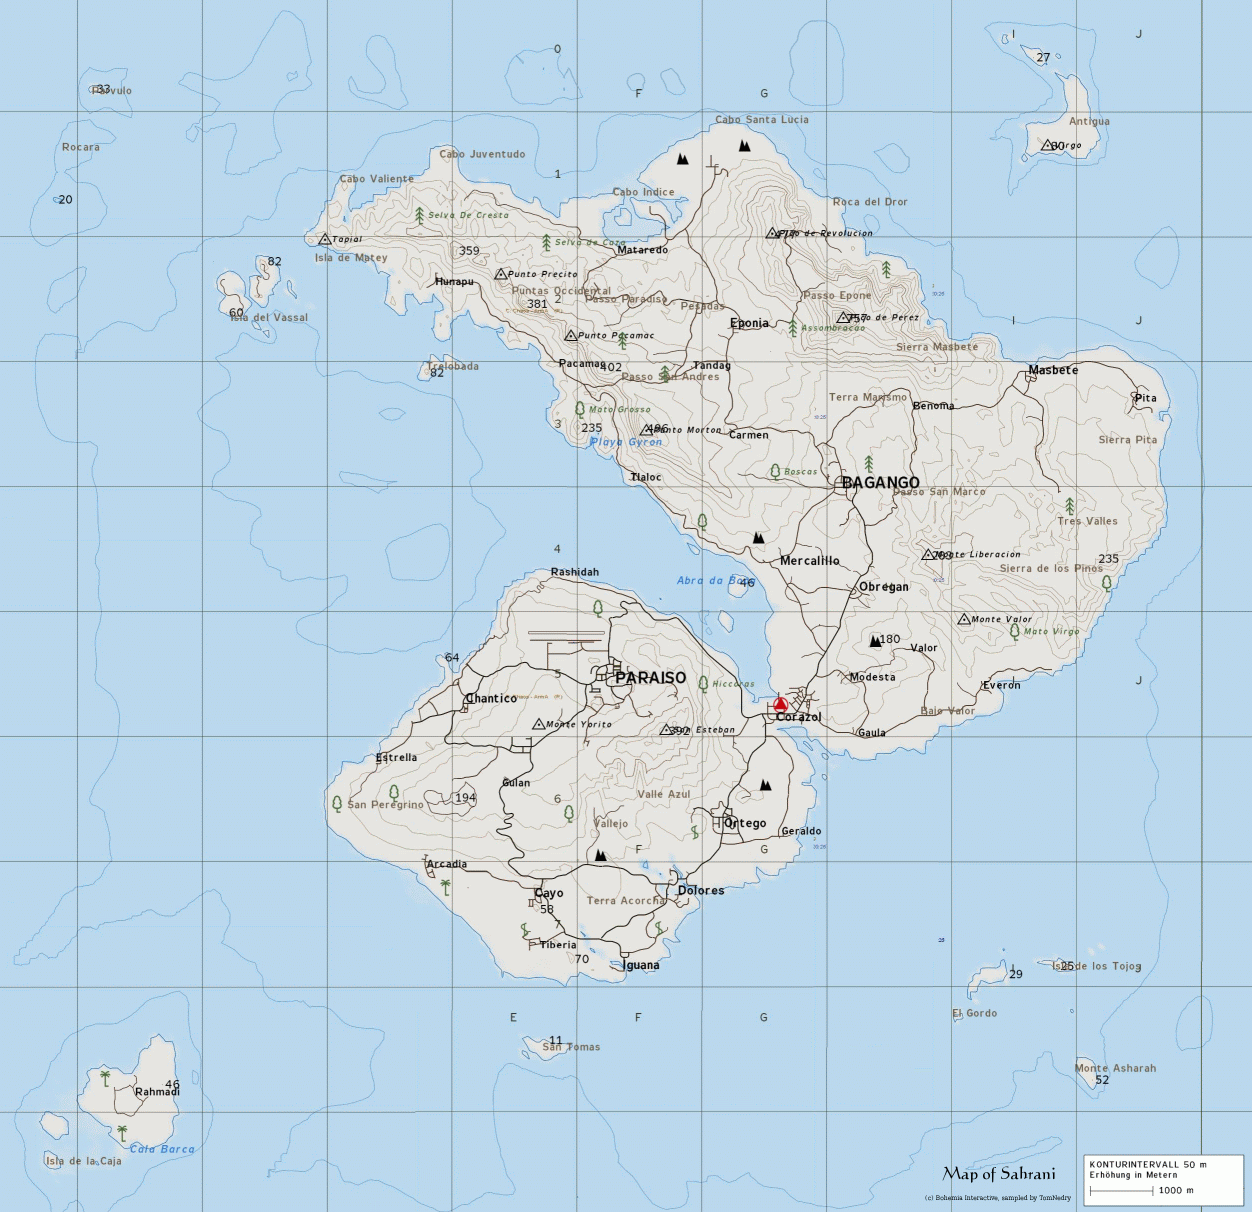 I
J
0
27
F
G
33
Parvulo
Cabo Santa Lucia
Antigua
Rocara
30
Cabo Juventudo
1
Cabo Valiente
Cabo Indice
20
Roca del Dror
Selva De Cresta
Pico de Revolucion
Tapial
Selva de Caza
Mataredo
359
Isla de Matey
82
Punto Precito
Hunapu
Puntas Occidental
2
Passo Paradiso
Passo Epone
381
Pesadas
60
Isla del Vassal
757
Pico de Perez
I
J
Eponia
Assombracao
Punto Pacamac
Sierra Masbete
Trelobada
82
Pacamac
402
Tandag
Passo San Andres
Masbete
Terra Marismo
Pita
Mato Grosso
Benoma
3
235
496
Punto Morton
Carmen
Playa Gyron
Sierra Pita
Boscas
Tlaloc
BAGANGO
Passo San Marco
Tres Valles
4
Monte Liberacion
235
Mercalillo
Sierra de los Pinos
Rashidah
Abra da Boca
46
Obregan
Monte Valor
Mato Virgo
180
Valor
64
5
PARAISO
Modesta
Hiccoras
Everon
I
J
Chantico
Bajo Valor
Corazol
Monte Yorito
392
San Esteban
Gaula
Estrella
Gulan
194
6
Valle Azul
San Peregrino
Vallejo
Ortego
Geraldo
F
G
Arcadia
Cayo
Dolores
58
Terra Acorcha
7
Tiberia
70
Iguana
25
Isla de los Tojos
J
29
El Gordo
E
F
G
11
San Tomas
Monte Asharah
52
46
Rahmadi
Cala Barca
Isla de la Caja
Map of Sahrani
(c) Bohemia Interactive, sampled by TomNedry
KONTURINTERVALL 50 m
Erhöhung in Metern
1000 m